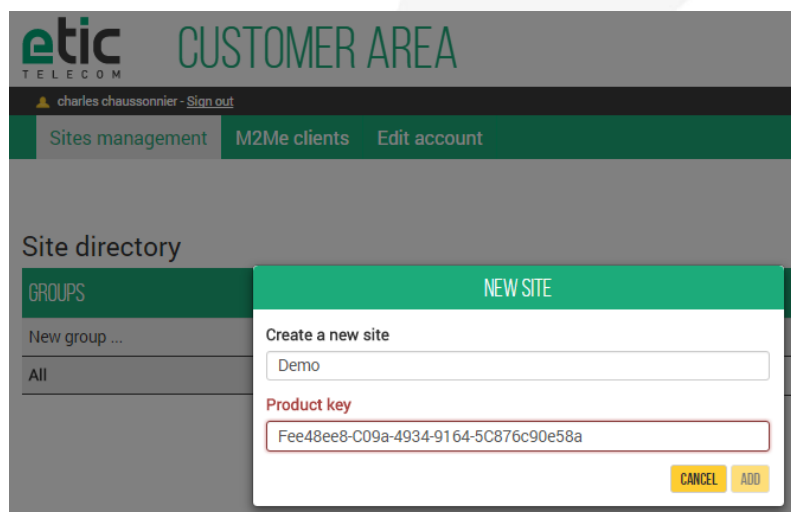 etic
TELECOM
CUSTOMER AREA
charles chaussonnier - Sign out
Sites management M2Me clients Edit account
Site directory
GROUPS
New group ...
All
NEW SITE
Create a new site
Demo
Product key
Fee48ee8-C09a-4934-9164-5C876c90e58a
CANCEL ADD